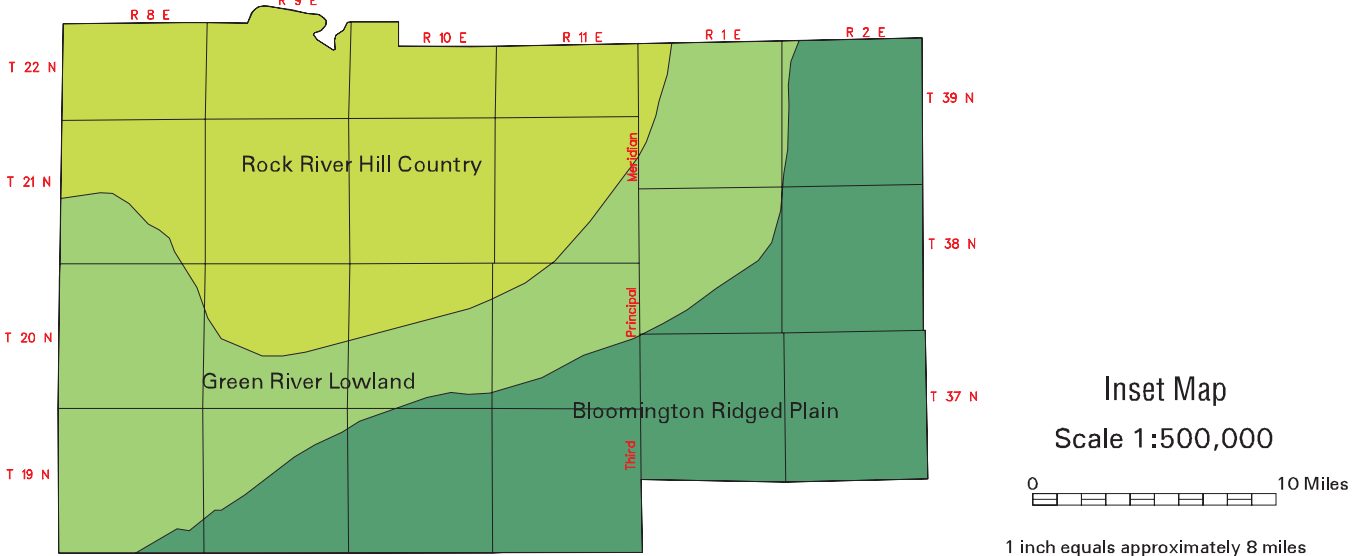 R 8 E
R 9 E
R 10 E
R 11 E
R 1 E
R 2 E
T 22 N
T 39 N
Rock River Hill Country
Meridian
T 21 N
T 38 N
Principal
T 20 N
Green River Lowland
T 37 N
Bloomington Ridged Plain
Third
T 19 N
Inset Map
Scale 1:500,000
0 10 Miles
1 inch equals approximately 8 miles